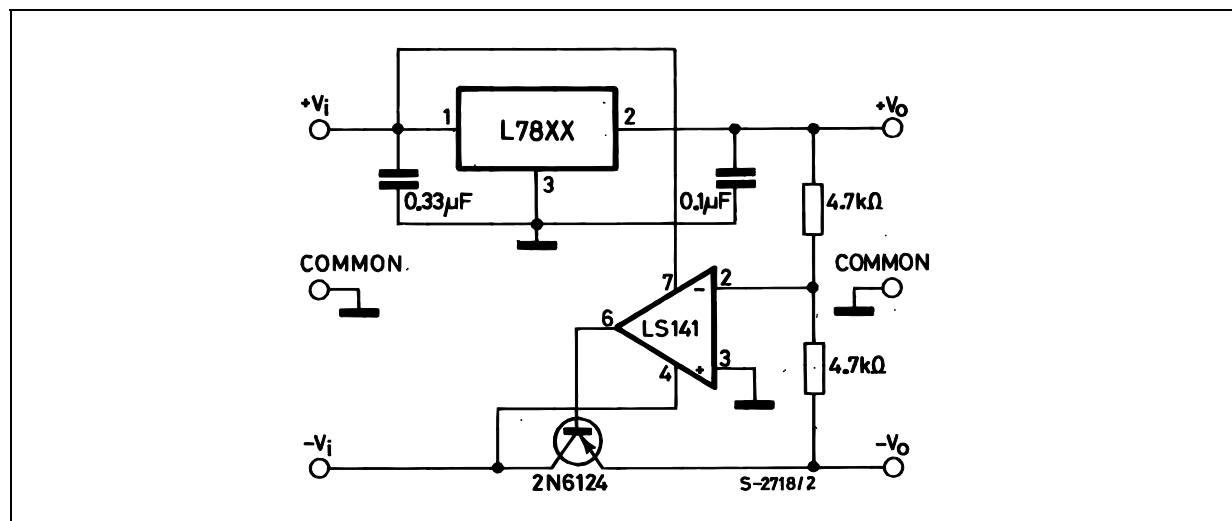 +Vi
1
L78XX
2
+Vo
3
0.33µF
0.1µF
4.7kΩ
COMMON
COMMON
7
-
2
6
LS141
4
+
3
4.7kΩ
-Vi
2N6124
S-2718/2
-Vo